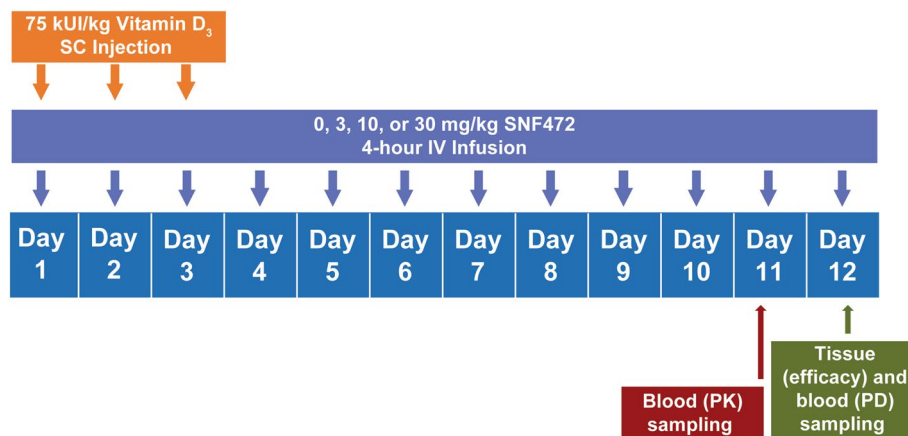 75 kUI/kg Vitamin D3
SC Injection
0, 3, 10, or 30 mg/kg SNF472
4-hour IV Infusion
Day 1
Day 2
Day 3
Day 4
Day 5
Day 6
Day 7
Day 8
Day 9
Day 10
Day 11
Day 12
Blood (PK)
sampling
Tissue
(efficacy) and
blood (PD)
sampling